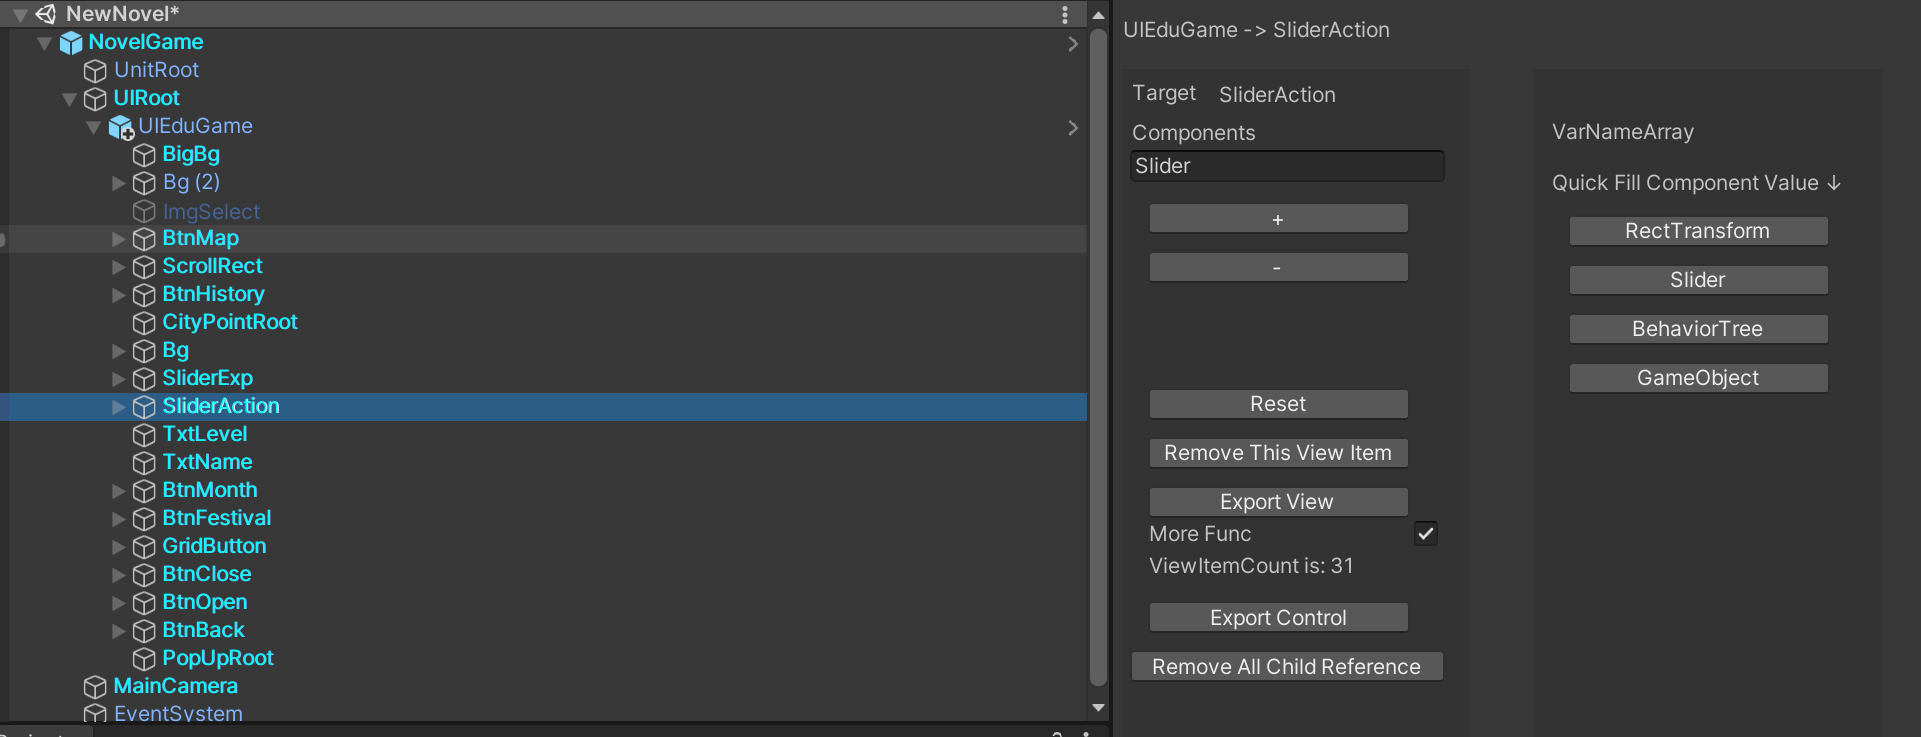 NewNovel*
NovelGame
UnitRoot
UIRoot
UIEduGame
BigBg
Bg (2)
ImgSelect
BtnMap
ScrollRect
BtnHistory
CityPointRoot
Bg
SliderExp
SliderAction
TxtLevel
TxtName
BtnMonth
BtnFestival
GridButton
BtnClose
BtnOpen
BtnBack
PopUpRoot
MainCamera
EventSystem
UIEduGame -> SliderAction
Target SliderAction
Components
Slider
+
-
Reset
Remove This View Item
Export View
More Func
ViewItemCount is: 31
Export Control
Remove All Child Reference
VarNameArray
Quick Fill Component Value ↓
RectTransform
Slider
BehaviorTree
GameObject